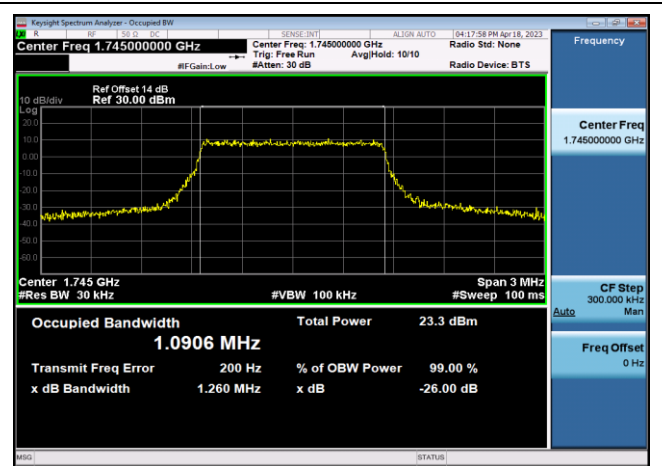 Keysight Spectrum Analyzer - Occupied BW
R RF 50 Ω DC SENSE:INT ALIGN AUTO 04:17:58 PM Apr 18, 2023
Center Freq 1.745000000 GHz
Center Freq: 1.745000000 GHz Radio Std: None
Trig: Free Run Avg|Hold: 10/10
#IFGain:Low #Atten: 30 dB Radio Device: BTS
Frequency
Ref Offset 14 dB
10 dB/div Ref 30.00 dBm
Log
20.0
10.0
0.00
-10.0
-20.0
-30.0
-40.0
-50.0
-60.0
Center 1.745 GHz Span 3 MHz
#Res BW 30 kHz #VBW 100 kHz #Sweep 100 ms
Center Freq
1.745000000 GHz
CF Step
300.000 kHz
Auto Man
Freq Offset
0 Hz
Occupied Bandwidth Total Power 23.3 dBm
1.0906 MHz
Transmit Freq Error 200 Hz % of OBW Power 99.00 %
x dB Bandwidth 1.260 MHz x dB -26.00 dB
MSG STATUS